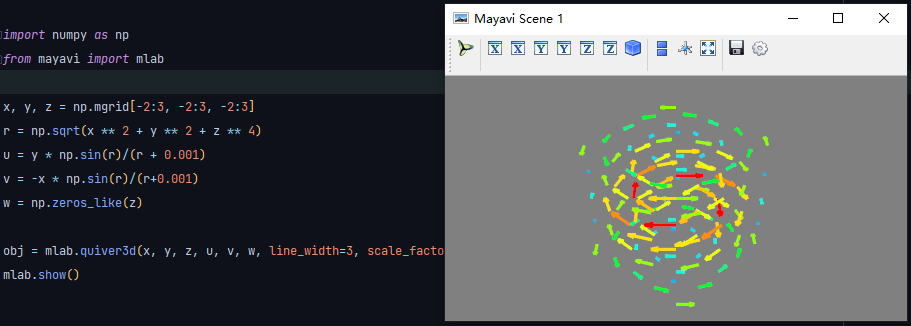 import numpy as np
from mayavi import mlab
x, y, z = np.mgrid[-2:3, -2:3, -2:3]
r = np.sqrt(x ** 2 + y ** 2 + z ** 4)
u = y * np.sin(r)/(r + 0.001)
v = -x * np.sin(r)/(r+0.001)
w = np.zeros_like(z)
obj = mlab.quiver3d(x, y, z, u, v, w, line_width=3, scale_facto
mlab.show()
Mayavi Scene 1
X X Y Y Z Z